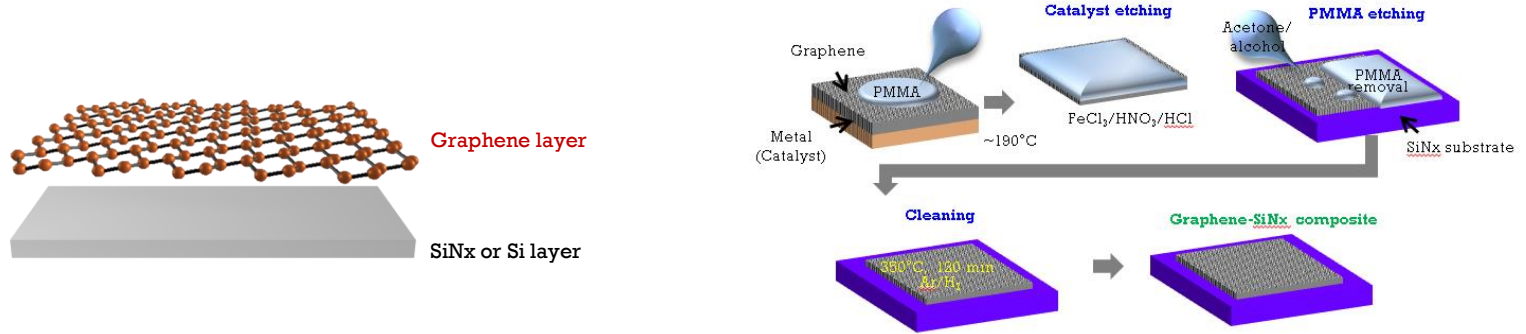 Graphene layer
SiNx or Si layer
Graphene
PMMA
Metal
(Catalyst)
~190°C
Catalyst etching
FeCl₃/HNO₃/HCl
PMMA etching
Acetone/
alcohol
PMMA
removal
SiNx substrate
Cleaning
350°C, 120 mm
Ar/H₂
Graphene-SiNx composite